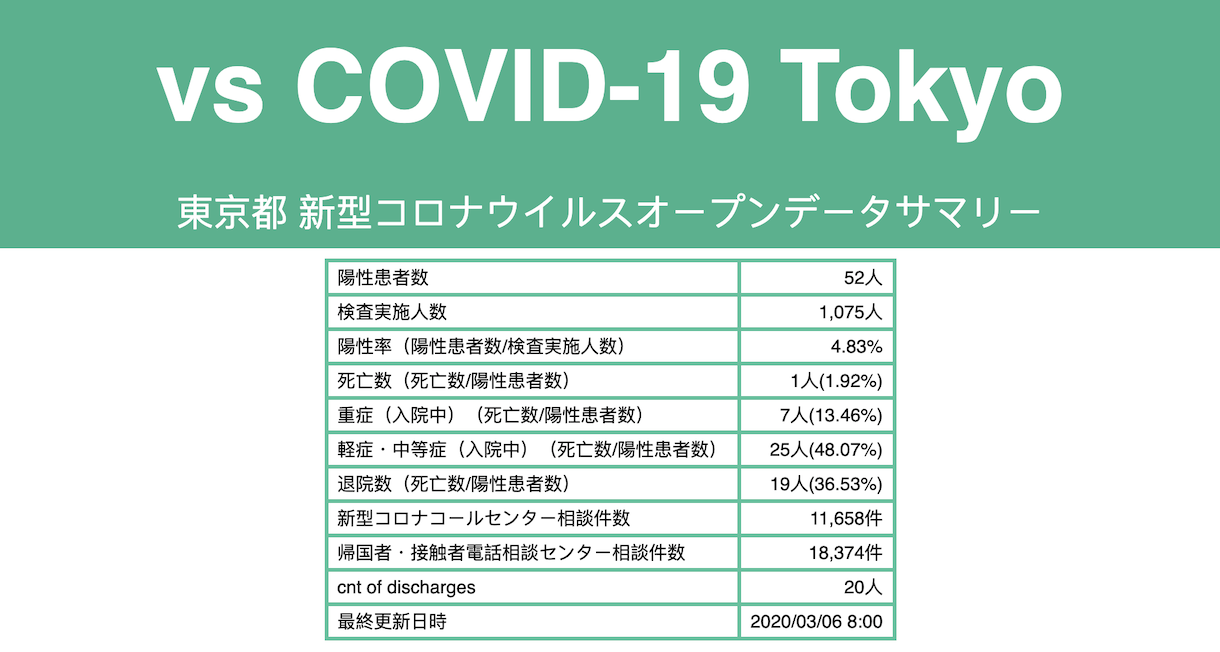 vs COVID-19 Tokyo
東京都 新型コロナウイルスオープンデータサマリー
陽性患者数 52人
検査実施人数 1,075人
陽性率（陽性患者数/検査実施人数） 4.83%
死亡数（死亡数/陽性患者数） 1人(1.92%)
重症（入院中）（死亡数/陽性患者数） 7人(13.46%)
軽症・中等症（入院中）（死亡数/陽性患者数） 25人(48.07%)
退院数（死亡数/陽性患者数） 19人(36.53%)
新型コロナコールセンター相談件数 11,658件
帰国者・接触者電話相談センター相談件数 18,374件
cnt of discharges 20人
最終更新日時 2020/03/06 8:00